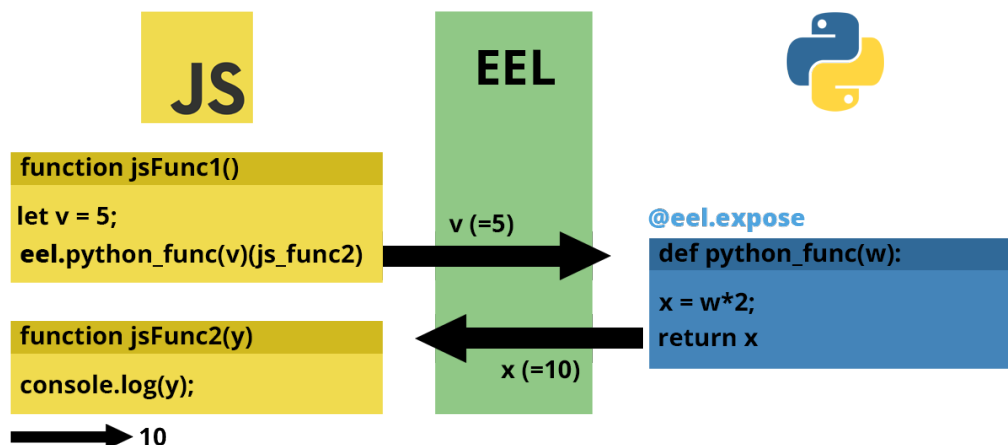 JS
EEL
function jsFunc1()
let v = 5;
eel.python_func(v)(js_func2)
v (=5)
@eel.expose
def python_func(w):
x = w*2;
return x
x (=10)
function jsFunc2(y)
console.log(y);
10